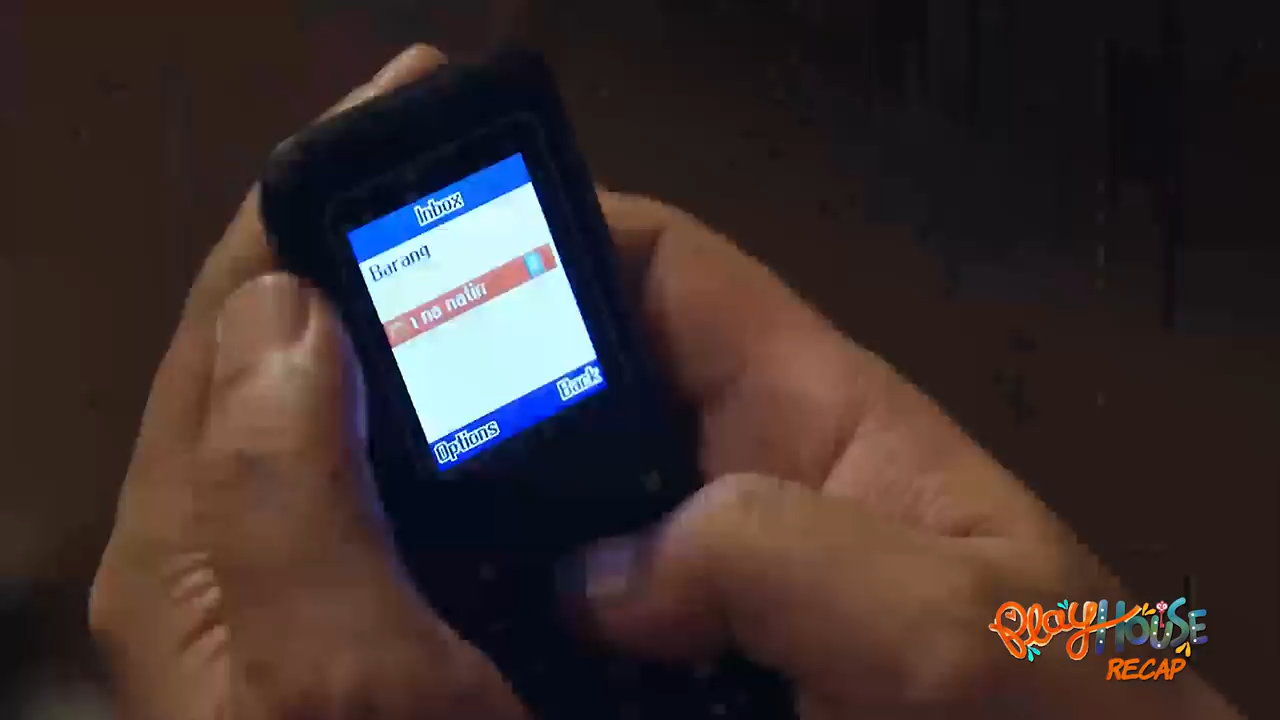 Inbox
Barang
na natin
Back
Options
PlayHOUSE
RECAP